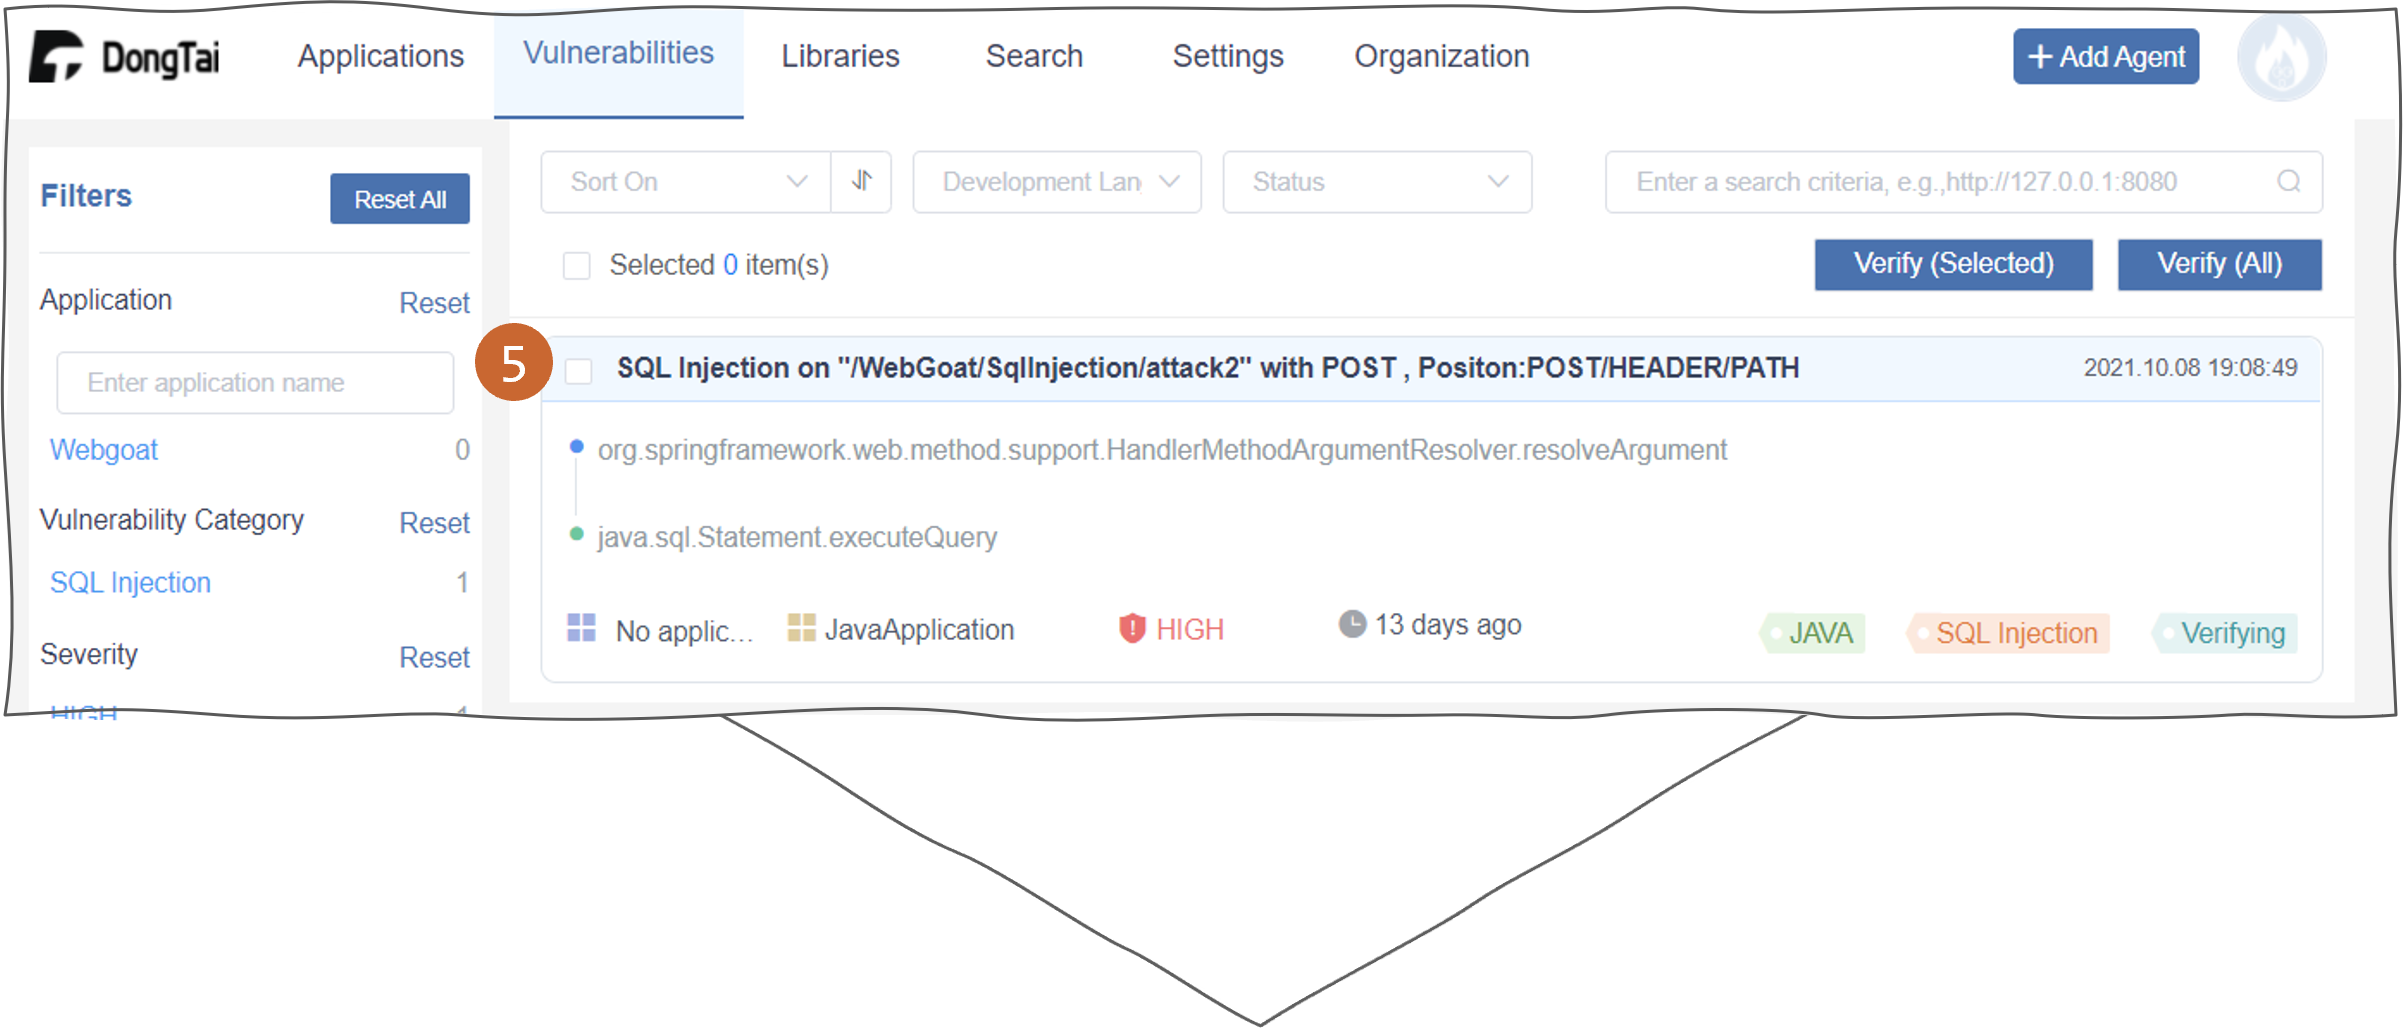 DongTai Applications Vulnerabilities Libraries Search Settings Organization + Add Agent
Filters Reset All
Application Reset
Enter application name
Webgoat 0
Vulnerability Category Reset
SQL Injection 1
Severity Reset
HIGH 1
Sort On Development Lan Status Enter a search criteria, e.g.,http://127.0.0.1:8080
Selected 0 item(s) Verify (Selected) Verify (All)
5 SQL Injection on "/WebGoat/SqlInjection/attack2" with POST , Positon:POST/HEADER/PATH 2021.10.08 19:08:49
org.springframework.web.method.support.HandlerMethodArgumentResolver.resolveArgument
java.sql.Statement.executeQuery
No applic... JavaApplication HIGH 13 days ago JAVA SQL Injection Verifying